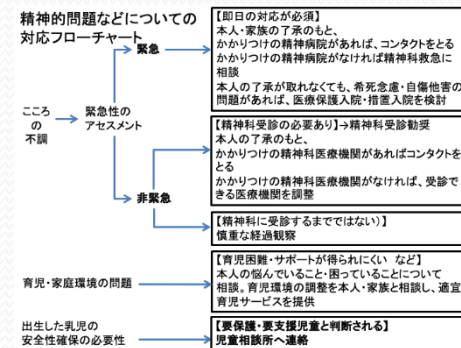 精神的問題などについての
対応フローチャート
緊急
【即日の対応が必須】
本人・家族の了承のもと、
かかりつけの精神病院があれば、コンタクトをとる
かかりつけの精神病院がなければ精神科救急に
相談
本人の了承が取れなくても、希死念慮・自傷他害の
問題があれば、医療保護入院・措置入院を検討
こころ
の
不調
緊急性の
アセスメント
【精神科受診の必要あり】→精神科受診勧奨
本人の了承のもと、
かかりつけの精神科医療機関があればコンタクトを
とる
かかりつけの精神科医療機関がなければ、受診で
きる医療機関を調整
非緊急
【精神科に受診するまでではない)】
慎重な経過観察
育児・家庭環境の問題
【育児困難・サポートが得られにくい など】
本人の悩んでいること・困っていることについて
相談。育児環境の調整を本人・家族と相談し、適宜
育児サービスを提供
出生した乳児の
安全性確保の必要性
【要保護・要支援児童と判断される】
児童相談所へ連絡